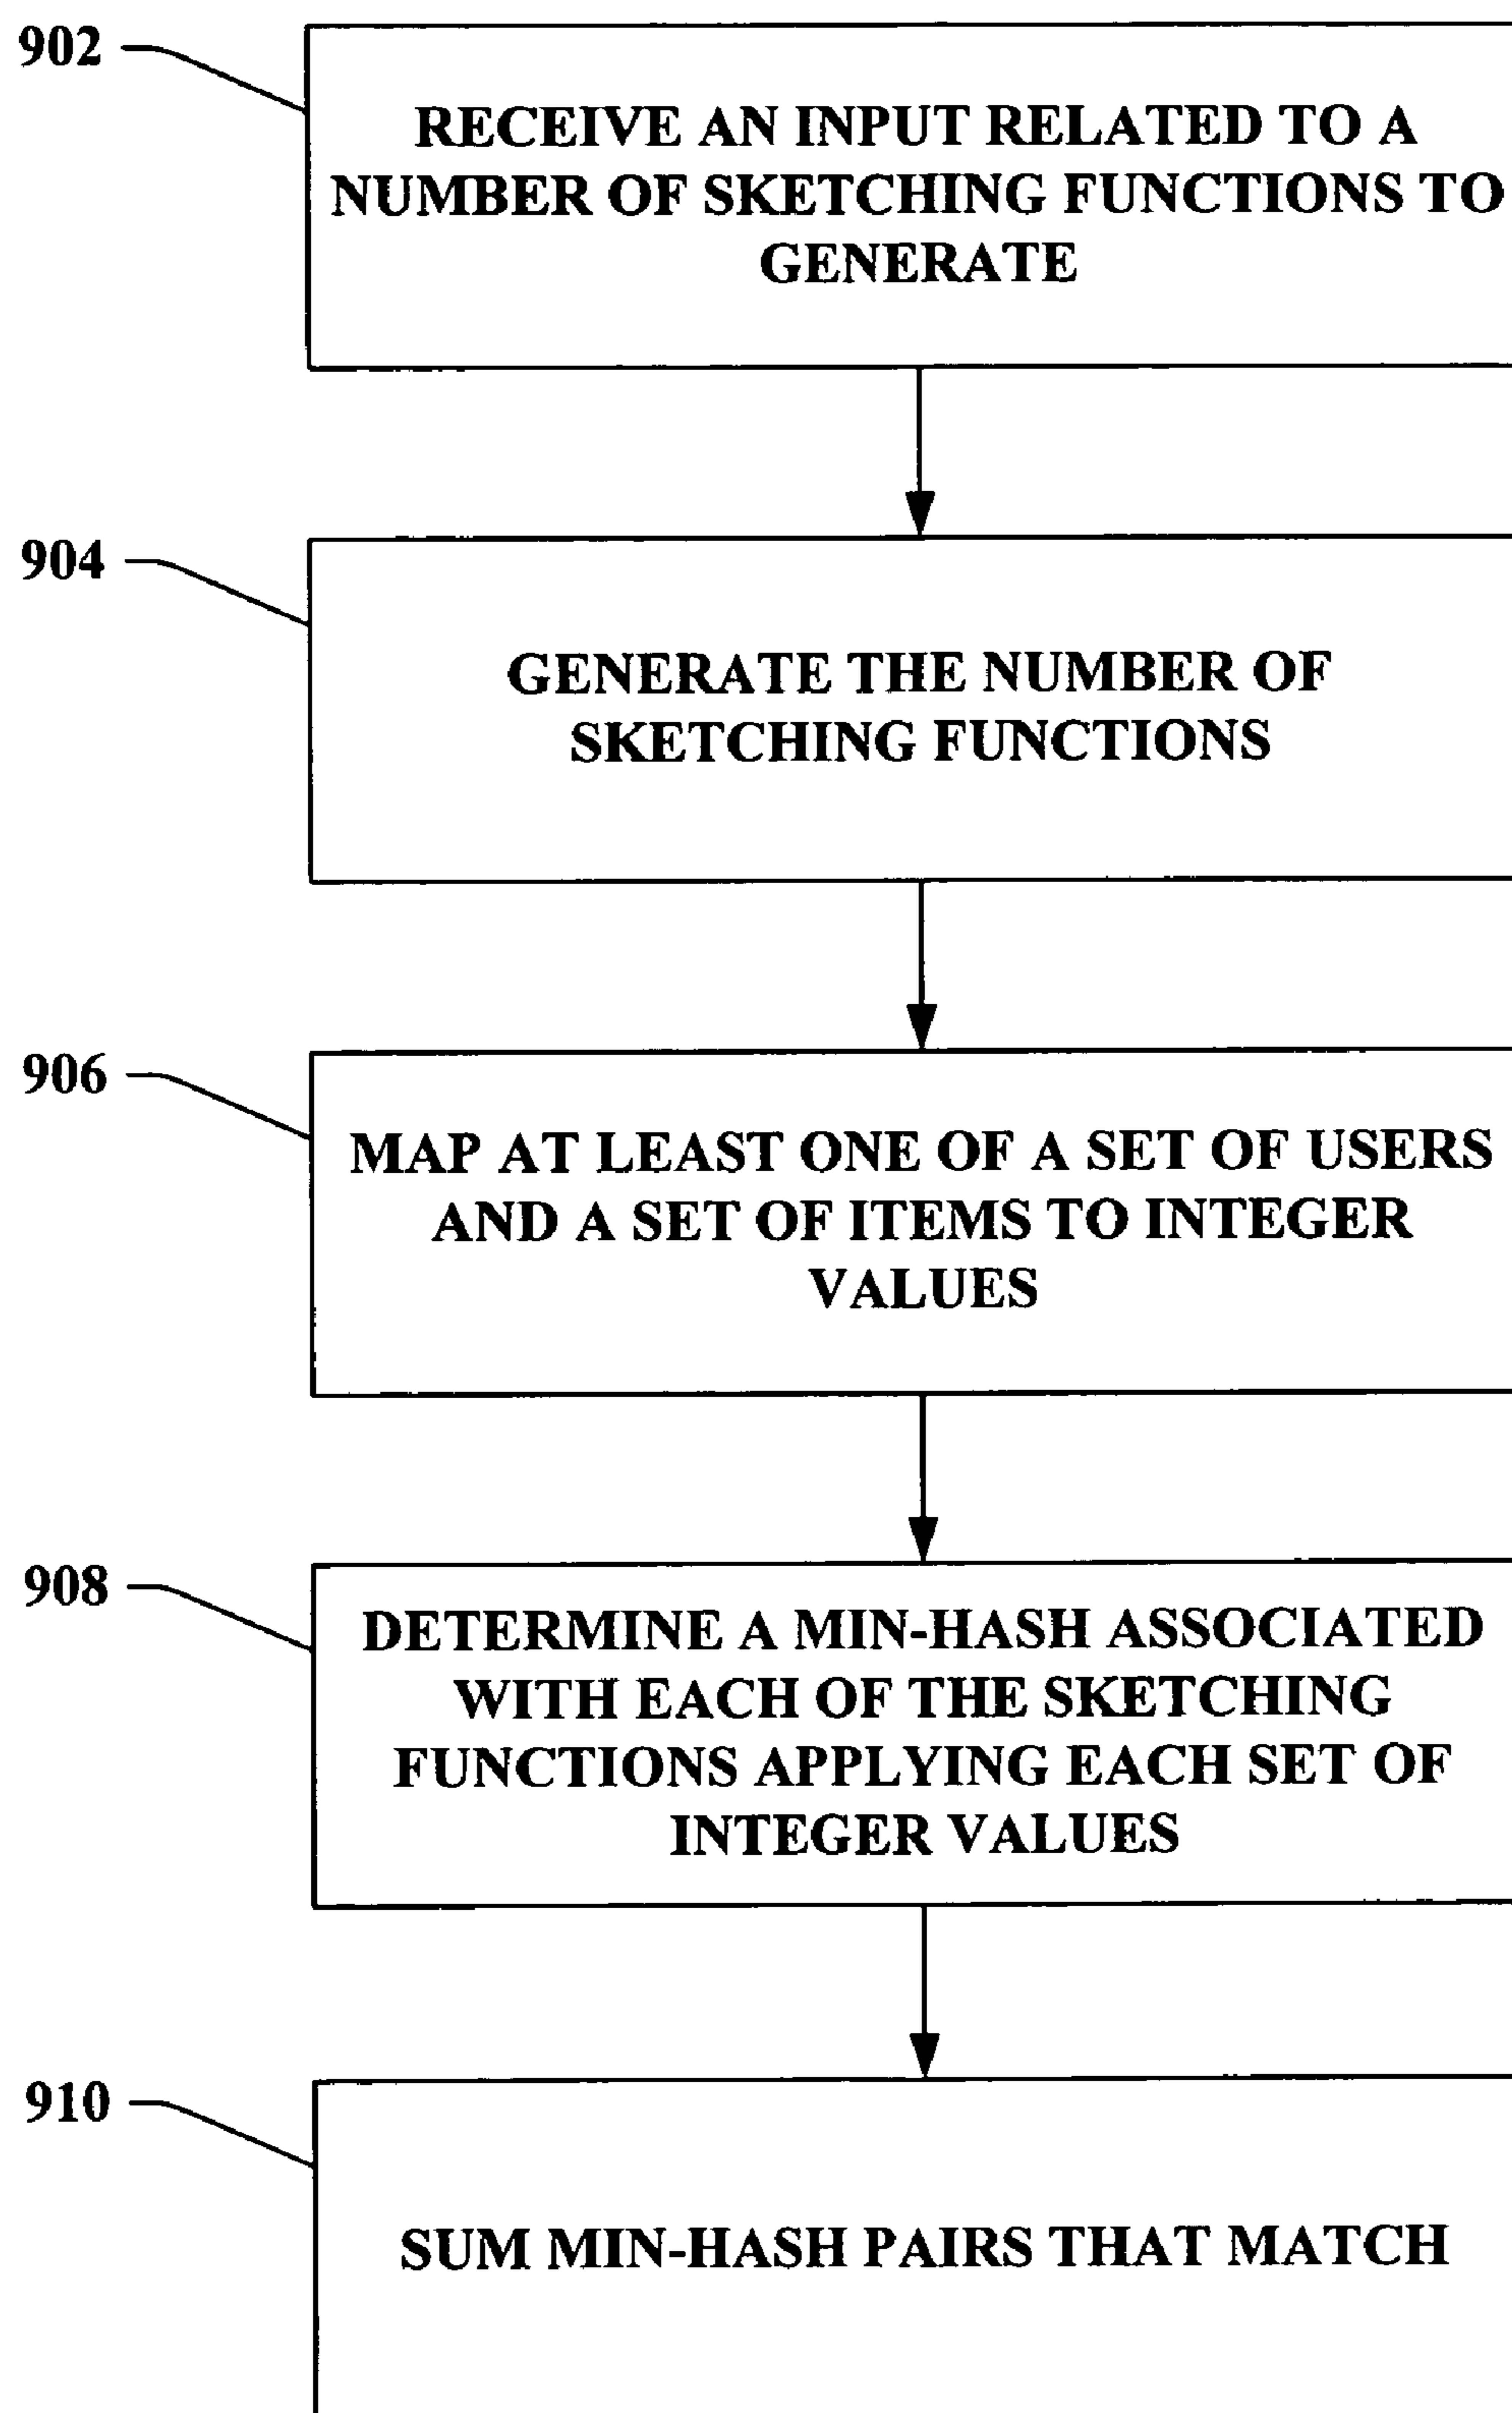 902
RECEIVE AN INPUT RELATED TO A
NUMBER OF SKETCHING FUNCTIONS TO
GENERATE
904
GENERATE THE NUMBER OF
SKETCHING FUNCTIONS
906
MAP AT LEAST ONE OF A SET OF USERS
AND A SET OF ITEMS TO INTEGER
VALUES
908
DETERMINE A MIN-HASH ASSOCIATED
WITH EACH OF THE SKETCHING
FUNCTIONS APPLYING EACH SET OF
INTEGER VALUES
910
SUM MIN-HASH PAIRS THAT MATCH